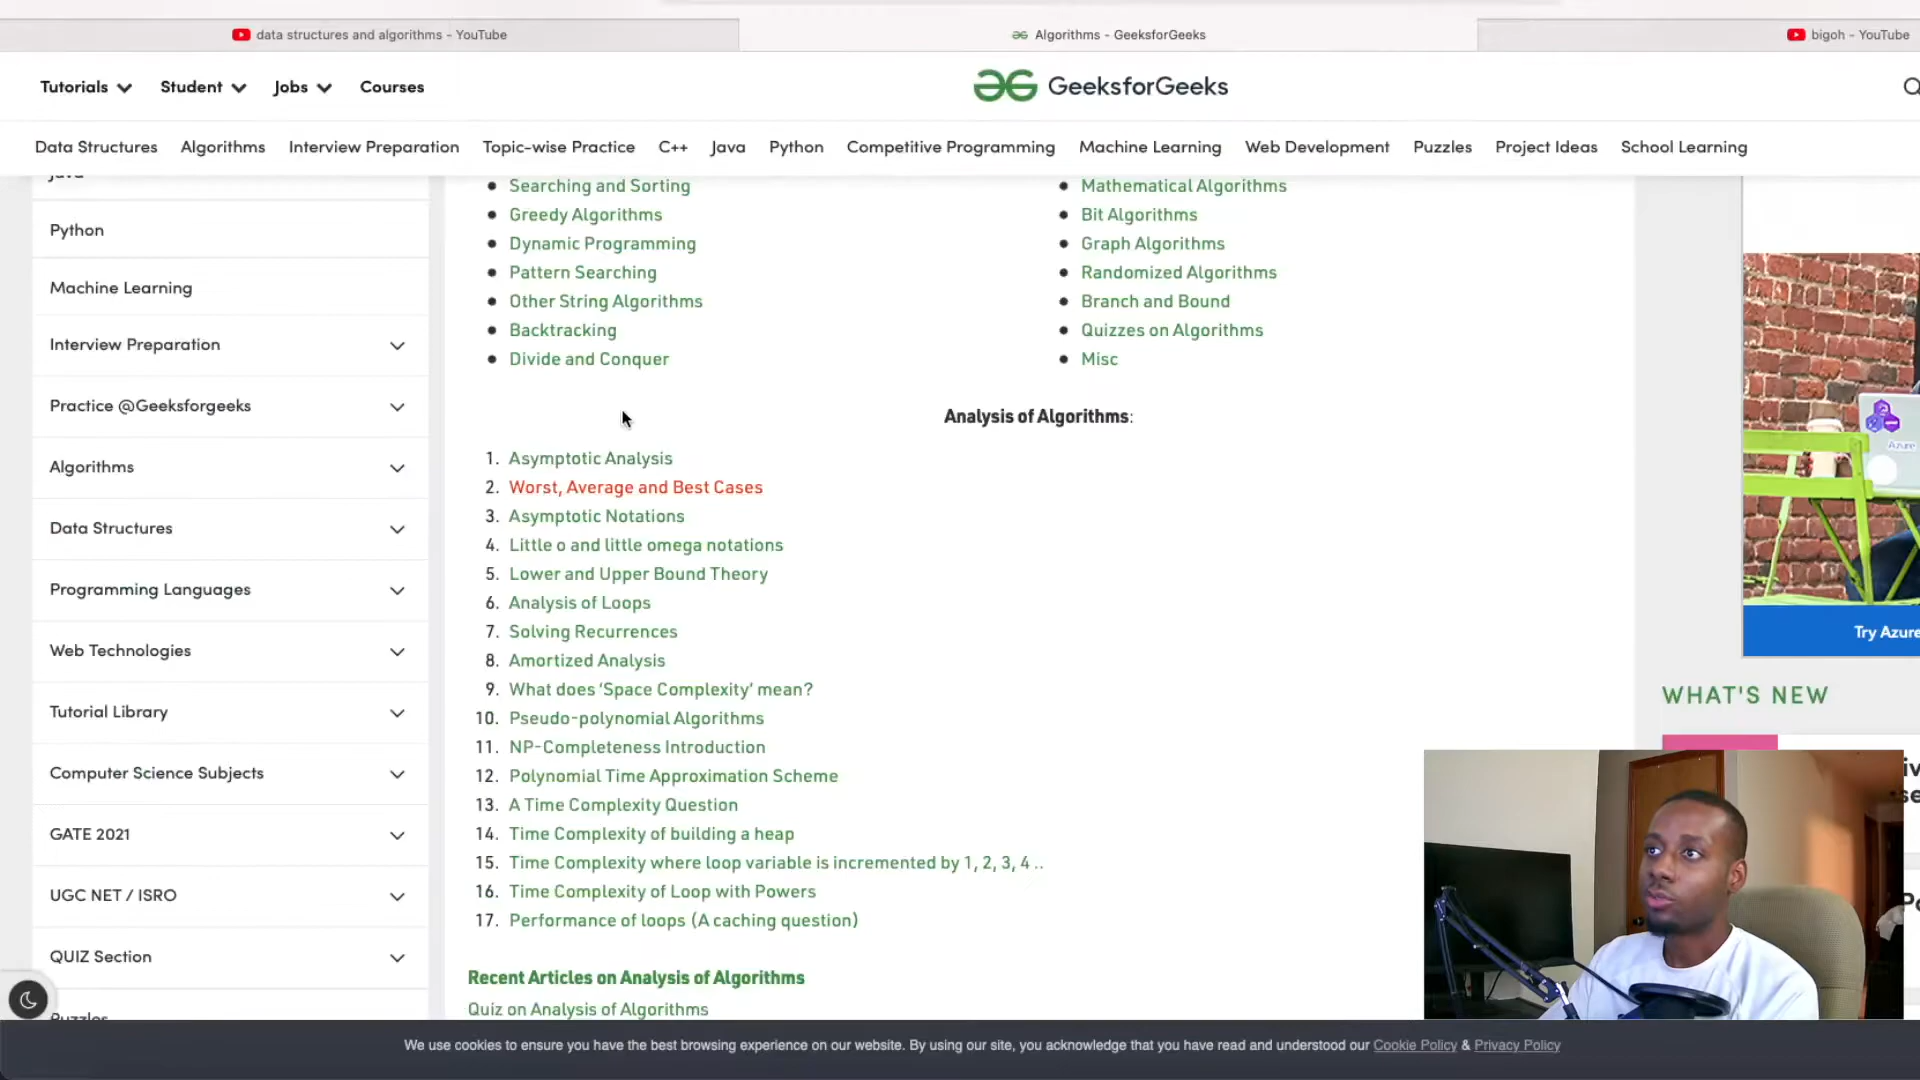 data structures and algorithms - YouTube
Algorithms - GeeksforGeeks
bigoh - YouTube
Tutorials
Student
Jobs
Courses
GeeksforGeeks
Data Structures
Algorithms
Interview Preparation
Topic-wise Practice
C++
Java
Python
Competitive Programming
Machine Learning
Web Development
Puzzles
Project Ideas
School Learning
Java
Python
Machine Learning
Interview Preparation
Practice @Geeksforgeeks
Algorithms
Data Structures
Programming Languages
Web Technologies
Tutorial Library
Computer Science Subjects
GATE 2021
UGC NET / ISRO
QUIZ Section
Puzzles
Searching and Sorting
Greedy Algorithms
Dynamic Programming
Pattern Searching
Other String Algorithms
Backtracking
Divide and Conquer
Mathematical Algorithms
Bit Algorithms
Graph Algorithms
Randomized Algorithms
Branch and Bound
Quizzes on Algorithms
Misc
Analysis of Algorithms:
1. Asymptotic Analysis
2. Worst, Average and Best Cases
3. Asymptotic Notations
4. Little o and little omega notations
5. Lower and Upper Bound Theory
6. Analysis of Loops
7. Solving Recurrences
8. Amortized Analysis
9. What does ‘Space Complexity’ mean?
10. Pseudo-polynomial Algorithms
11. NP-Completeness Introduction
12. Polynomial Time Approximation Scheme
13. A Time Complexity Question
14. Time Complexity of building a heap
15. Time Complexity where loop variable is incremented by 1, 2, 3, 4 ..
16. Time Complexity of Loop with Powers
17. Performance of loops (A caching question)
Recent Articles on Analysis of Algorithms
Quiz on Analysis of Algorithms
Azure
Try Azure
WHAT'S NEW
We use cookies to ensure you have the best browsing experience on our website. By using our site, you acknowledge that you have read and understood our Cookie Policy & Privacy Policy